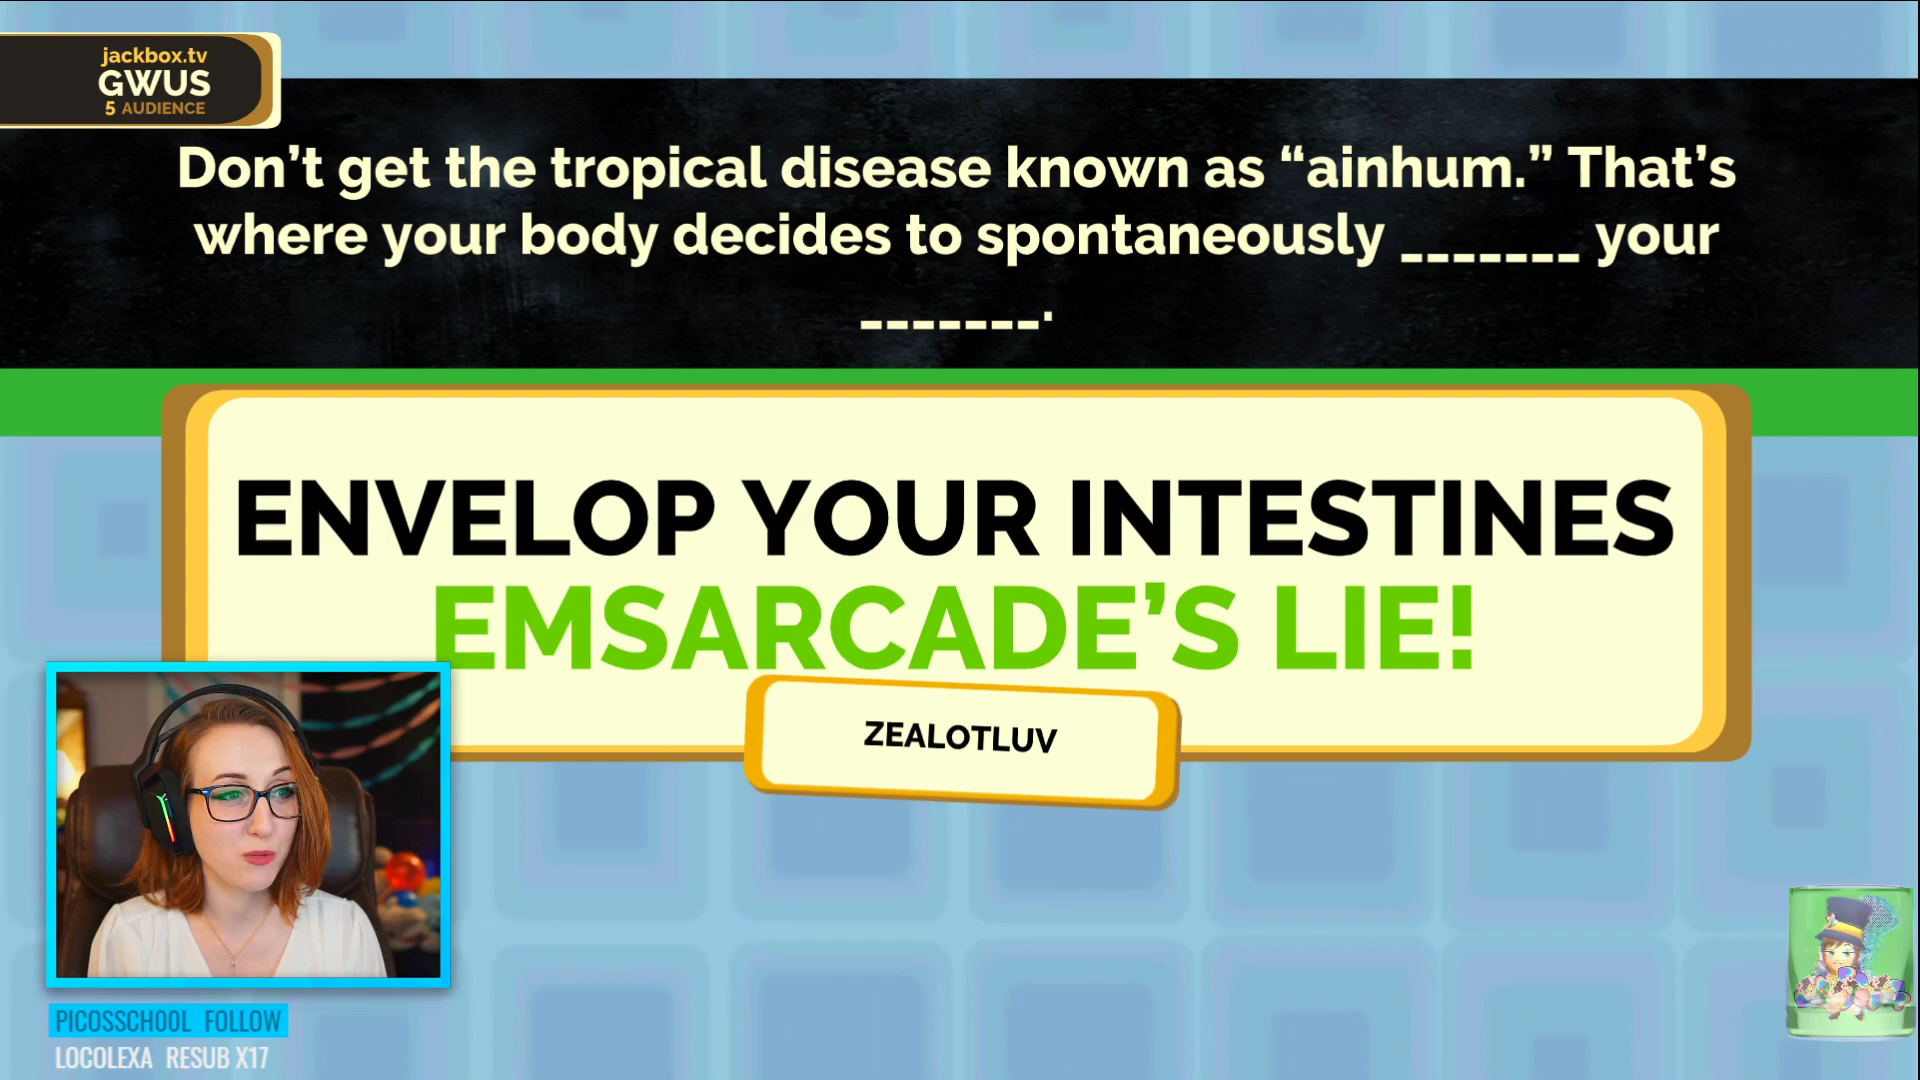 jackbox.tv
GWUS
5 AUDIENCE
Don’t get the tropical disease known as “ainhum.” That’s
where your body decides to spontaneously _______ your
_______.
ENVELOP YOUR INTESTINES
EMSARCADE’S LIE!
ZEALOTLUV
PICOSSCHOOL FOLLOW
LOCOLEXA RESUB X17